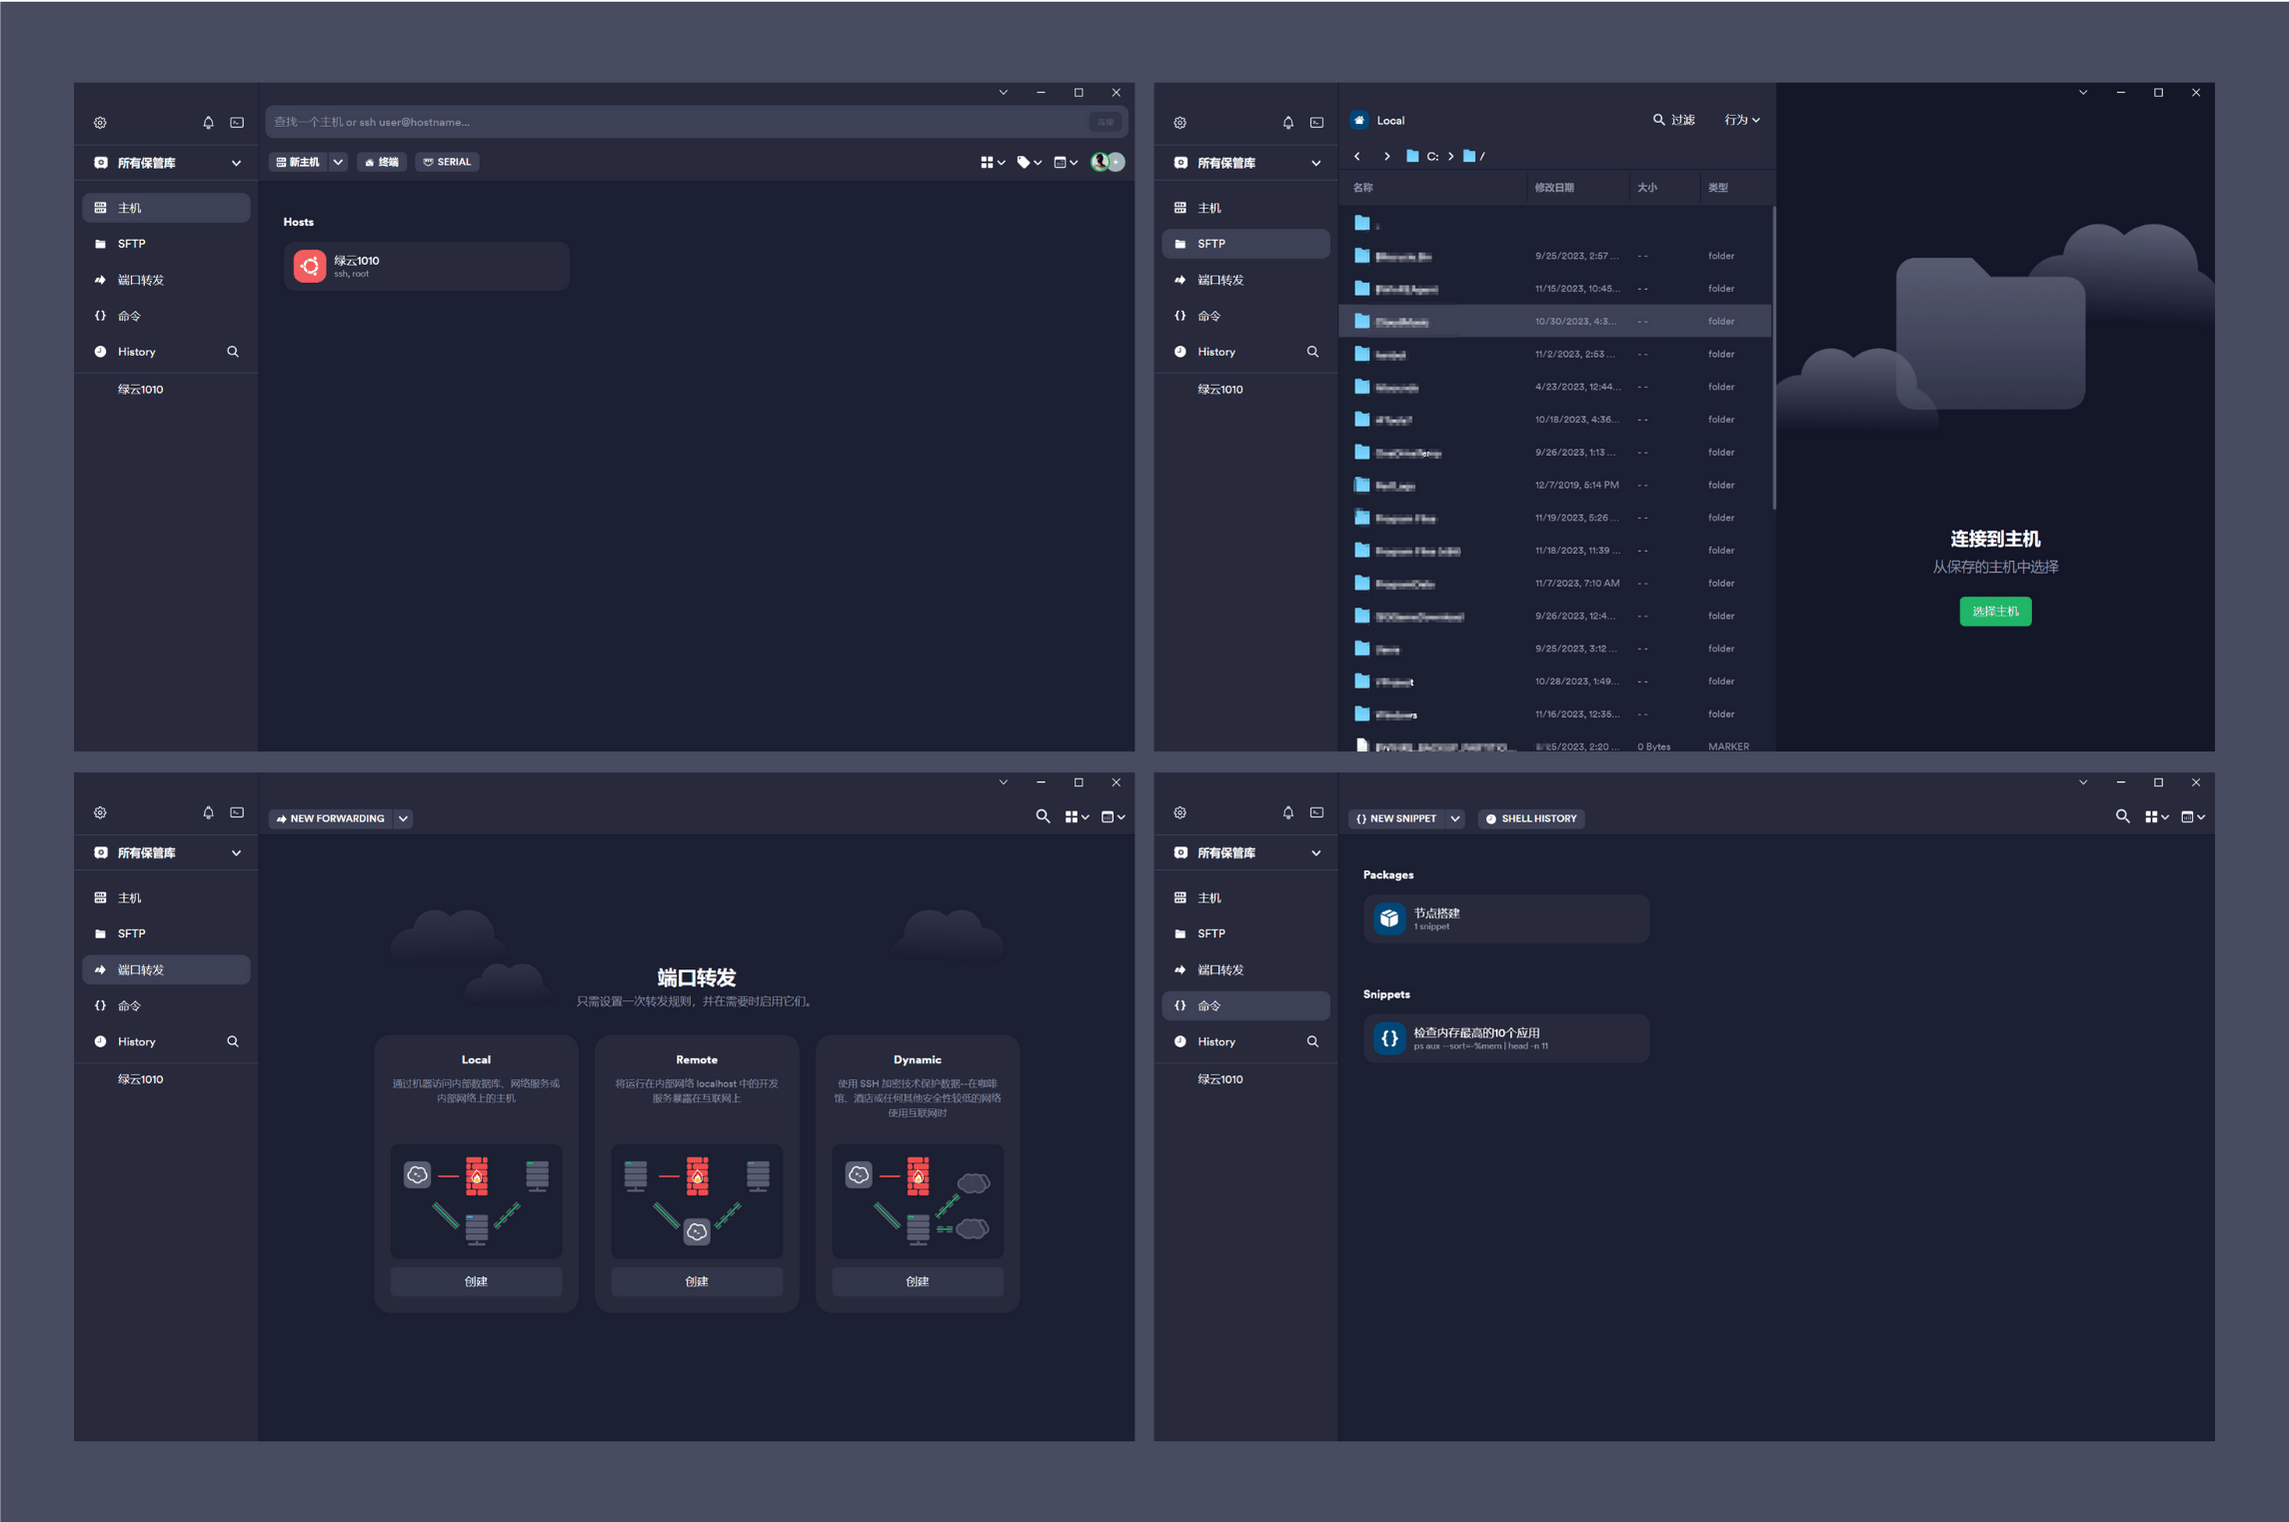 查找一个主机 or ssh user@hostname...
连接
所有保管库
新主机
终端
SERIAL
主机
SFTP
端口转发
命令
History
绿云1010
Hosts
绿云1010
ssh, root
Local
过滤
行为
所有保管库
C:
/
名称
修改日期
大小
类型
主机
SFTP
端口转发
命令
History
绿云1010
9/25/2023, 2:57 ...
- -
folder
11/15/2023, 10:45...
- -
folder
10/30/2023, 4:3...
- -
folder
11/2/2023, 2:53 ...
- -
folder
4/23/2023, 12:44...
- -
folder
10/18/2023, 4:36...
- -
folder
9/26/2023, 1:13 ...
- -
folder
12/7/2019, 5:14 PM
- -
folder
11/19/2023, 5:26 ...
- -
folder
11/18/2023, 11:39 ...
- -
folder
11/7/2023, 7:10 AM
- -
folder
9/26/2023, 12:4...
- -
folder
9/25/2023, 3:12 ...
- -
folder
10/28/2023, 1:49...
- -
folder
11/16/2023, 12:35...
- -
folder
0 Bytes
MARKER
连接到主机
从保存的主机中选择
选择主机
NEW FORWARDING
所有保管库
主机
SFTP
端口转发
命令
History
绿云1010
端口转发
只需设置一次转发规则，并在需要时启用它们。
Local
通过机器访问内部数据库、网络服务或
内部网络上的主机
创建
Remote
将运行在内部网络 localhost 中的开发
服务暴露在互联网上
创建
Dynamic
使用 SSH 加密技术保护数据--在咖啡
馆、酒店或任何其他安全性较低的网络
使用互联网时
创建
{} NEW SNIPPET
SHELL HISTORY
所有保管库
主机
SFTP
端口转发
命令
History
绿云1010
Packages
节点搭建
1 snippet
Snippets
检查内存最高的10个应用
ps aux --sort=-%mem | head -n 11